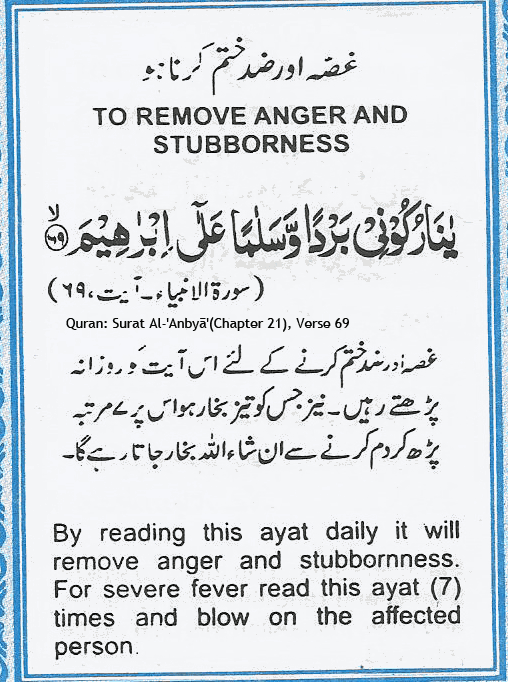 غصّہ اور ضد ختم کرنا:۔
TO REMOVE ANGER AND
STUBBORNESS
يٰنَارُ كُوْنِيْ بَرْدًا وَّسَلٰمًا عَلٰٓى اِبْرٰهِيْمَ ۙ‏﴿۶۹﴾
(سورۃ الانبیاء۔ آیت، ۶۹)
Quran: Surat Al-'Anbyā'(Chapter 21), Verse 69
غصہ اور ضد ختم کرنے کے لئے اس آیت کو روزانہ
پڑھتے رہیں۔ نیز جس کو تیز بخار ہو اس پر ۷ مرتبہ
پڑھ کر دم کرنے سے ان شاء اللہ بخار جاتا رہے گا۔
By reading this ayat daily it will
remove anger and stubbornness.
For severe fever read this ayat (7)
times and blow on the affected
person.